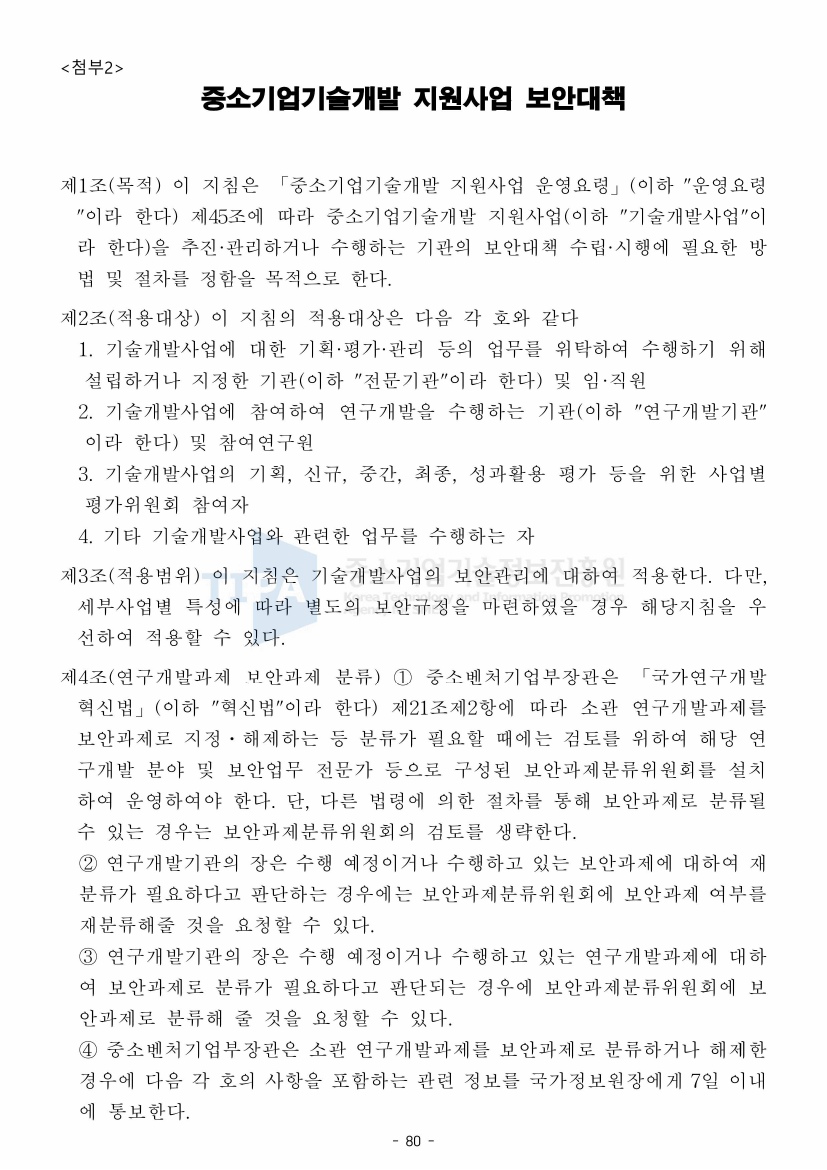 <첨부2>
중소기업기술개발 지원사업 보안대책
제1조(목적) 이 지침은 「중소기업기술개발 지원사업 운영요령」(이하 "운영요령
"이라 한다) 제45조에 따라 중소기업기술개발 지원사업(이하 "기술개발사업"이
라 한다)을 추진·관리하거나 수행하는 기관의 보안대책 수립·시행에 필요한 방
법 및 절차를 정함을 목적으로 한다.
제2조(적용대상) 이 지침의 적용대상은 다음 각 호와 같다
1. 기술개발사업에 대한 기획·평가·관리 등의 업무를 위탁하여 수행하기 위해
설립하거나 지정한 기관(이하 "전문기관"이라 한다) 및 임·직원
2. 기술개발사업에 참여하여 연구개발을 수행하는 기관(이하 "연구개발기관"
이라 한다) 및 참여연구원
3. 기술개발사업의 기획, 신규, 중간, 최종, 성과활용 평가 등을 위한 사업별
평가위원회 참여자
4. 기타 기술개발사업와 관련한 업무를 수행하는 자
TIPA 중소기업기술정보진흥원
제3조(적용범위) 이 지침은 기술개발사업의 보안관리에 대하여 적용한다. 다만,
Korea Technology and Information Promotion
세부사업별 특성에 따라 별도의 보안규정을 마련하였을 경우 해당지침을 우
선하여 적용할 수 있다.
제4조(연구개발과제 보안과제 분류) ① 중소벤처기업부장관은 「국가연구개발
혁신법」(이하 "혁신법"이라 한다) 제21조제2항에 따라 소관 연구개발과제를
보안과제로 지정·해제하는 등 분류가 필요할 때에는 검토를 위하여 해당 연
구개발 분야 및 보안업무 전문가 등으로 구성된 보안과제분류위원회를 설치
하여 운영하여야 한다. 단, 다른 법령에 의한 절차를 통해 보안과제로 분류될
수 있는 경우는 보안과제분류위원회의 검토를 생략한다.
② 연구개발기관의 장은 수행 예정이거나 수행하고 있는 보안과제에 대하여 재
분류가 필요하다고 판단하는 경우에는 보안과제분류위원회에 보안과제 여부를
재분류해줄 것을 요청할 수 있다.
③ 연구개발기관의 장은 수행 예정이거나 수행하고 있는 연구개발과제에 대하
여 보안과제로 분류가 필요하다고 판단되는 경우에 보안과제분류위원회에 보
안과제로 분류해 줄 것을 요청할 수 있다.
④ 중소벤처기업부장관은 소관 연구개발과제를 보안과제로 분류하거나 해제한
경우에 다음 각 호의 사항을 포함하는 관련 정보를 국가정보원장에게 7일 이내
에 통보한다.
- 80 -